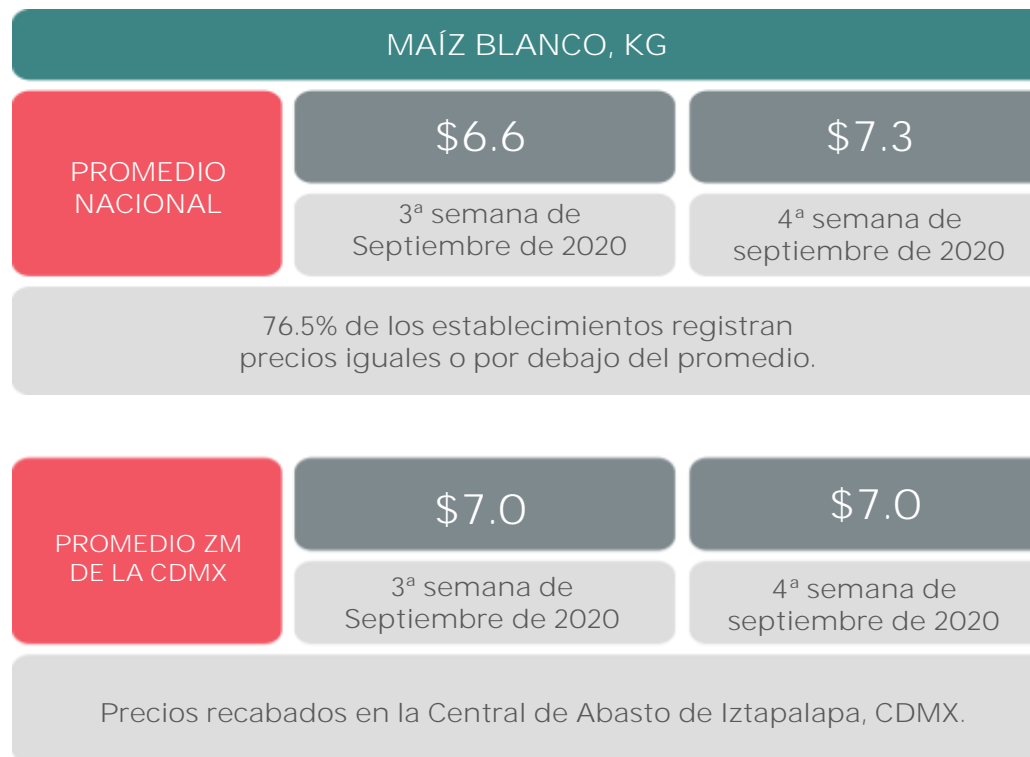 MAÍZ BLANCO, KG
PROMEDIO
NACIONAL
$6.6
$7.3
3ª semana de
Septiembre de 2020
4ª semana de
septiembre de 2020
76.5% de los establecimientos registran
precios iguales o por debajo del promedio.
PROMEDIO ZM
DE LA CDMX
$7.0
$7.0
3ª semana de
Septiembre de 2020
4ª semana de
septiembre de 2020
Precios recabados en la Central de Abasto de Iztapalapa, CDMX.